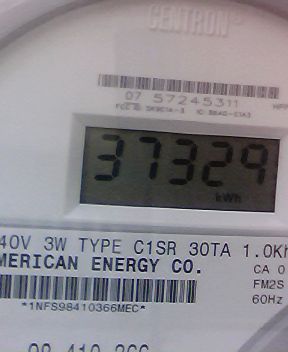 CENTRON®
07 57245311
37329
kWh
40V 3W TYPE C1SR 30TA 1.0Kh
MERICAN ENERGY CO.
CA 0
FM2S
60Hz
*1NFS98410366MEC*